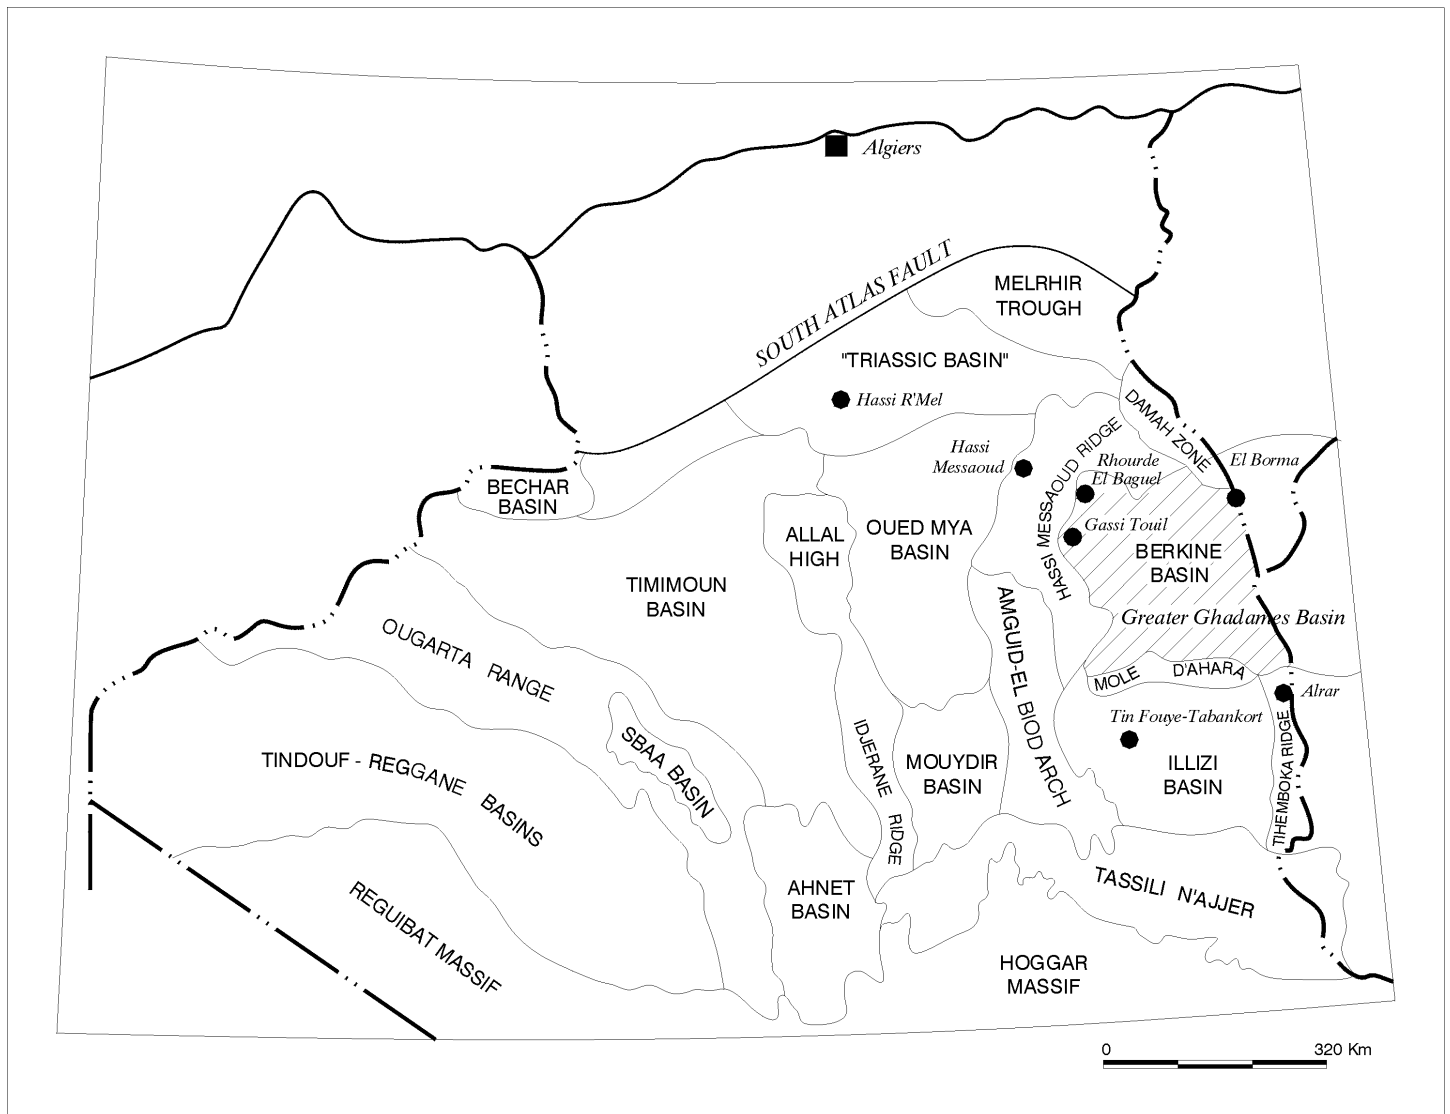 Algiers
SOUTH ATLAS FAULT
MELRHIR
TROUGH
"TRIASSIC BASIN"
Hassi R'Mel
DAMAH ZONE
Hassi
Messaoud
HASSI MESSAOUD RIDGE
Rhourde
El Baguel
El Borma
BECHAR
BASIN
Gassi Touil
ALLAL
HIGH
OUED MYA
BASIN
BERKINE
BASIN
TIMIMOUN
BASIN
Greater Ghadames Basin
OUGARTA RANGE
AMGUID-EL BIOD ARCH
MOLE D'AHARA
Alrar
Tin Fouye-Tabankort
SBAA BASIN
IDJERANE RIDGE
TINDOUF - REGGANE BASINS
MOUYDIR
BASIN
ILLIZI
BASIN
TIHEMBOKA RIDGE
REGUIBAT MASSIF
AHNET
BASIN
TASSILI N'AJJER
HOGGAR
MASSIF
0 320 Km